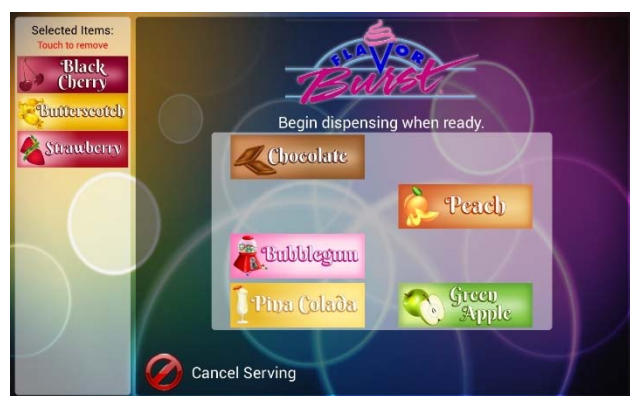 Selected Items:
Touch to remove
Black
Cherry
Butterscotch
Strawberry
FLAVOR
Burst
Begin dispensing when ready.
Chocolate
Peach
Bubblegum
Pina Colada
Green
Apple
Cancel Serving